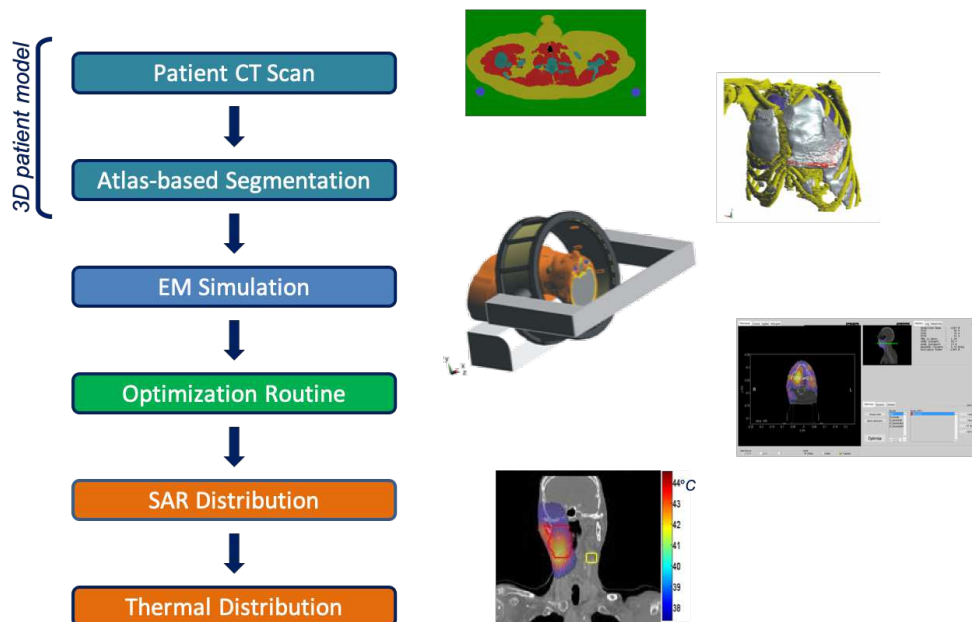 3D patient model
Patient CT Scan
Atlas-based Segmentation
EM Simulation
Optimization Routine
SAR Distribution
Thermal Distribution
y
x
z
R
L
Optimize
44°C
43
42
41
40
39
38